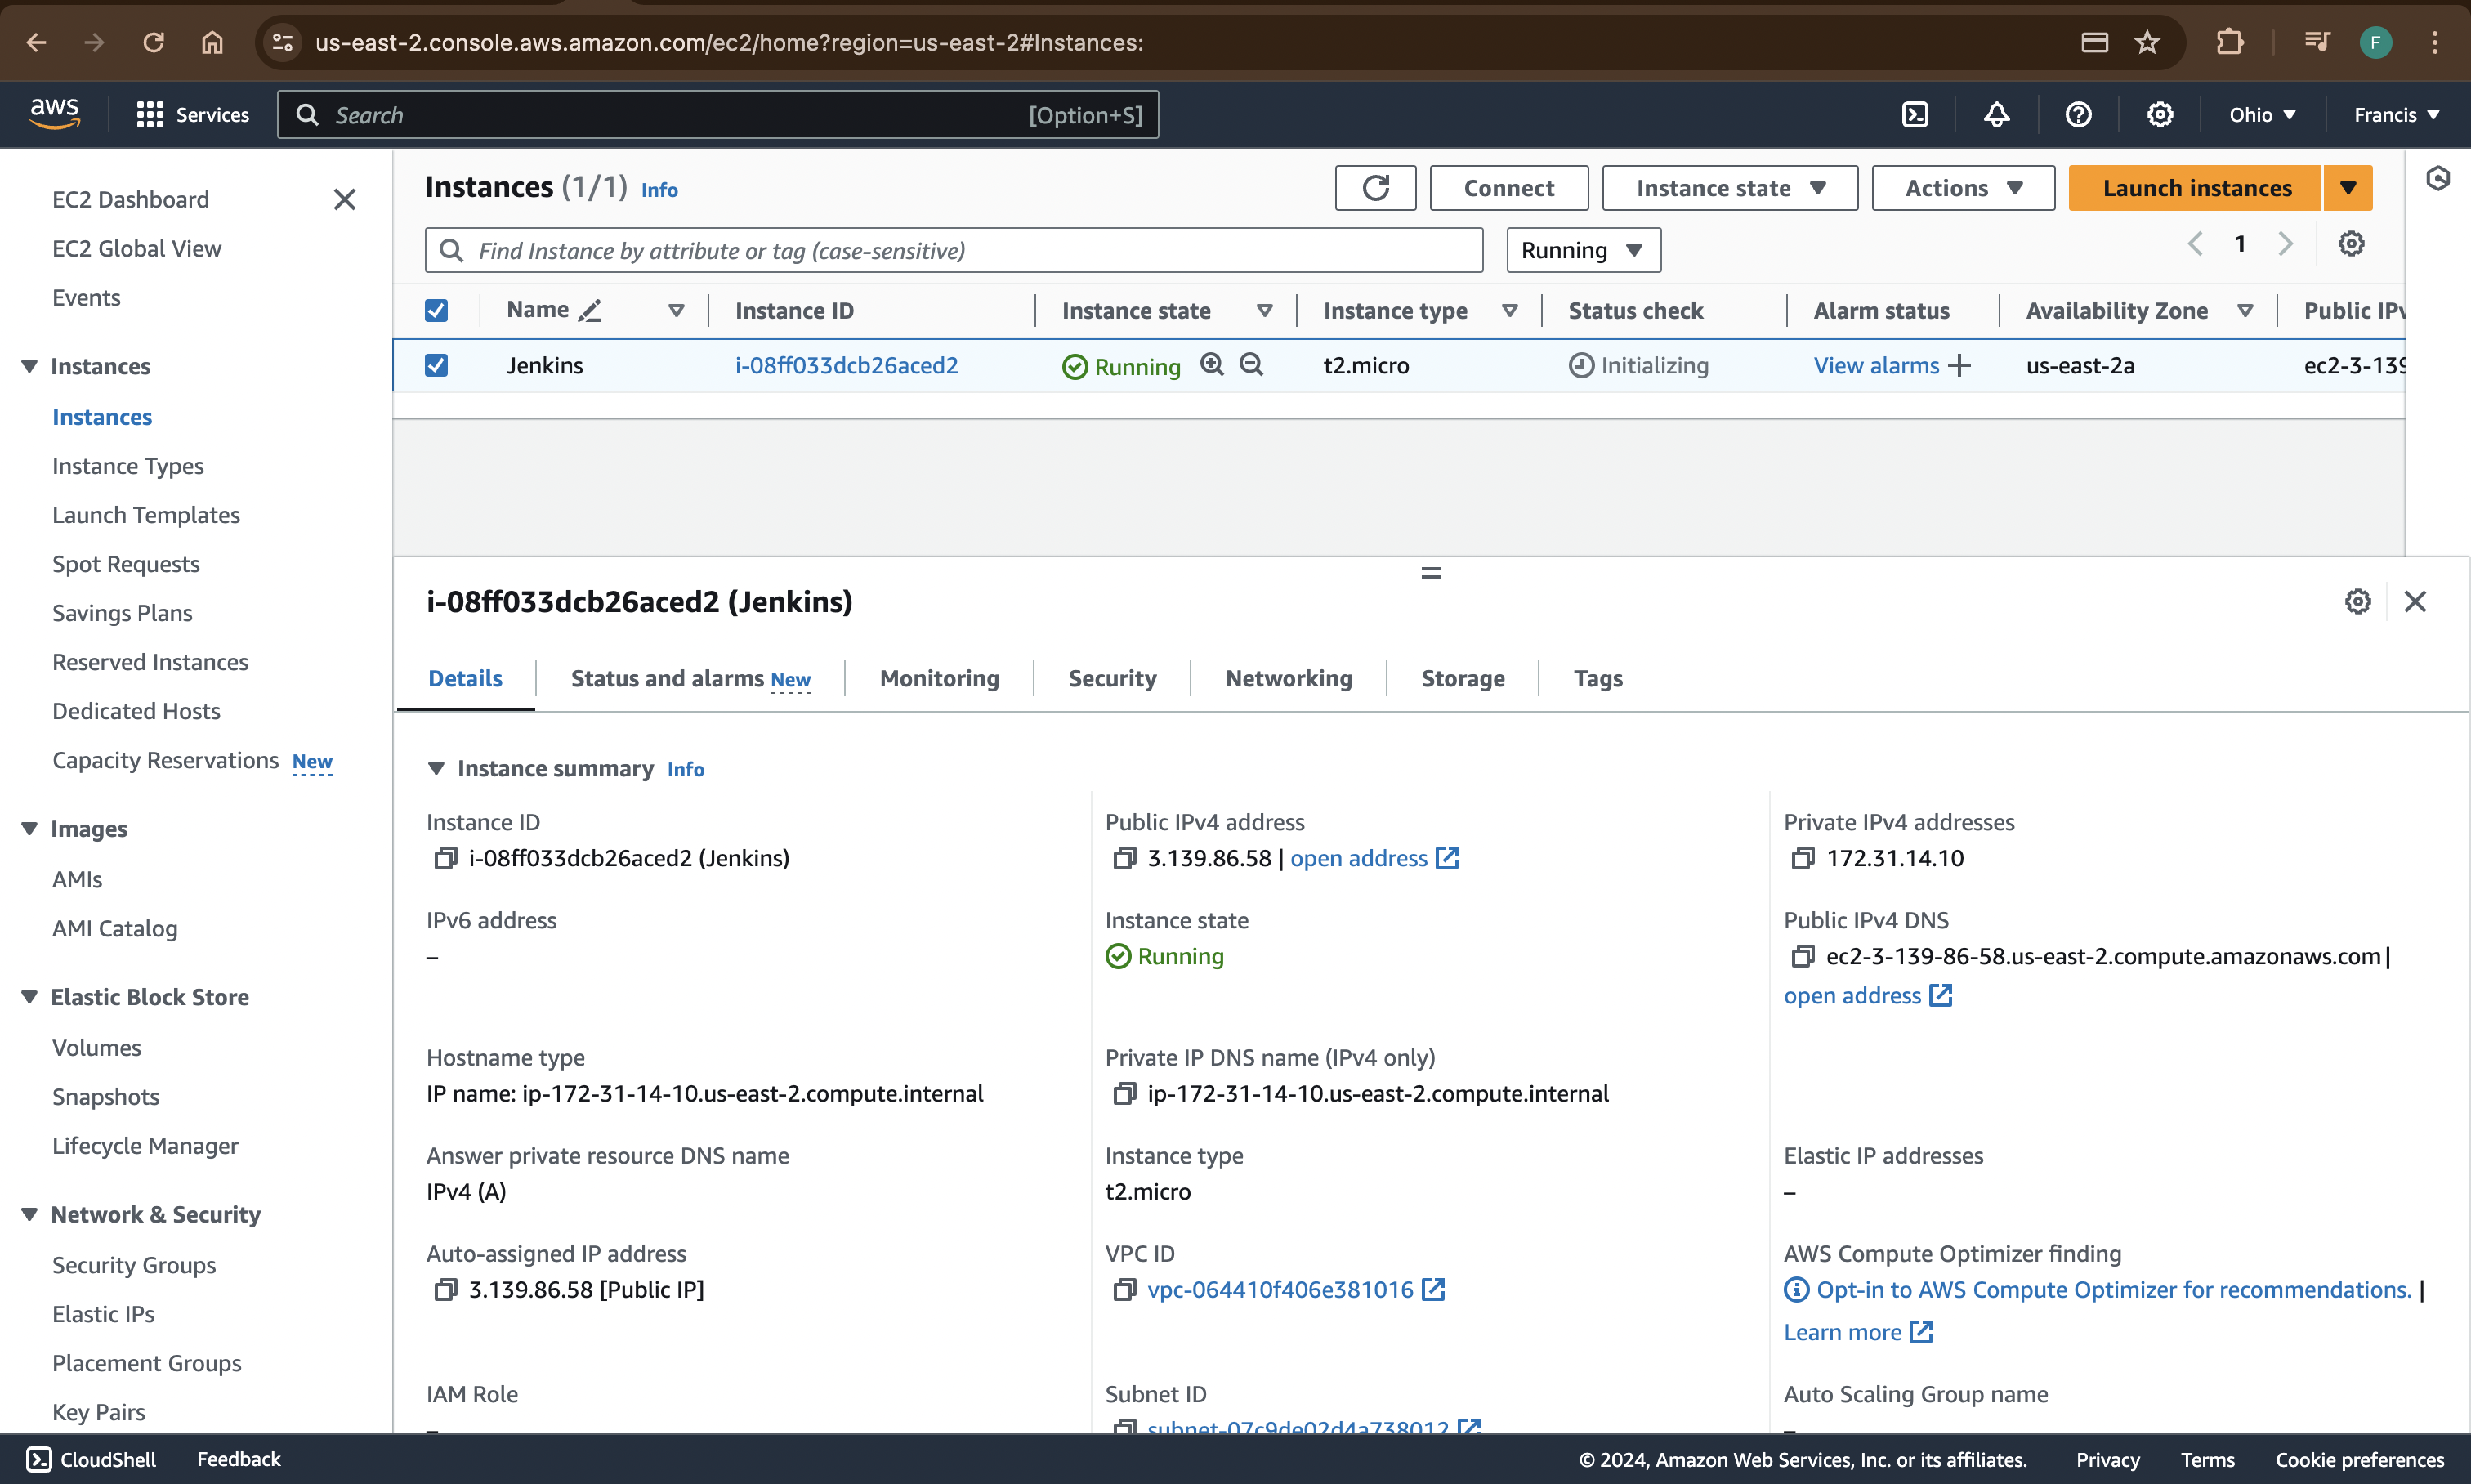 us-east-2.console.aws.amazon.com/ec2/home?region=us-east-2#Instances:
F
aws
Services
Search
[Option+S]
Ohio
Francis
EC2 Dashboard
EC2 Global View
Events
Instances
Instances
Instance Types
Launch Templates
Spot Requests
Savings Plans
Reserved Instances
Dedicated Hosts
Capacity Reservations New
Images
AMIs
AMI Catalog
Elastic Block Store
Volumes
Snapshots
Lifecycle Manager
Network & Security
Security Groups
Elastic IPs
Placement Groups
Key Pairs
Instances (1/1) Info
Connect
Instance state
Actions
Launch instances
Find Instance by attribute or tag (case-sensitive)
Running
1
Name
Instance ID
Instance state
Instance type
Status check
Alarm status
Availability Zone
Public IPv
Jenkins
i-08ff033dcb26aced2
Running
t2.micro
Initializing
View alarms
us-east-2a
ec2-3-139
i-08ff033dcb26aced2 (Jenkins)
Details
Status and alarms New
Monitoring
Security
Networking
Storage
Tags
Instance summary Info
Instance ID
i-08ff033dcb26aced2 (Jenkins)
Public IPv4 address
3.139.86.58 | open address
Private IPv4 addresses
172.31.14.10
IPv6 address
–
Instance state
Running
Public IPv4 DNS
ec2-3-139-86-58.us-east-2.compute.amazonaws.com |
open address
Hostname type
IP name: ip-172-31-14-10.us-east-2.compute.internal
Private IP DNS name (IPv4 only)
ip-172-31-14-10.us-east-2.compute.internal
Answer private resource DNS name
IPv4 (A)
Instance type
t2.micro
Elastic IP addresses
–
Auto-assigned IP address
3.139.86.58 [Public IP]
VPC ID
vpc-064410f406e381016
AWS Compute Optimizer finding
Opt-in to AWS Compute Optimizer for recommendations. |
Learn more
IAM Role
–
Subnet ID
subnet-07c9de02d4a738012
Auto Scaling Group name
–
CloudShell
Feedback
© 2024, Amazon Web Services, Inc. or its affiliates.
Privacy
Terms
Cookie preferences